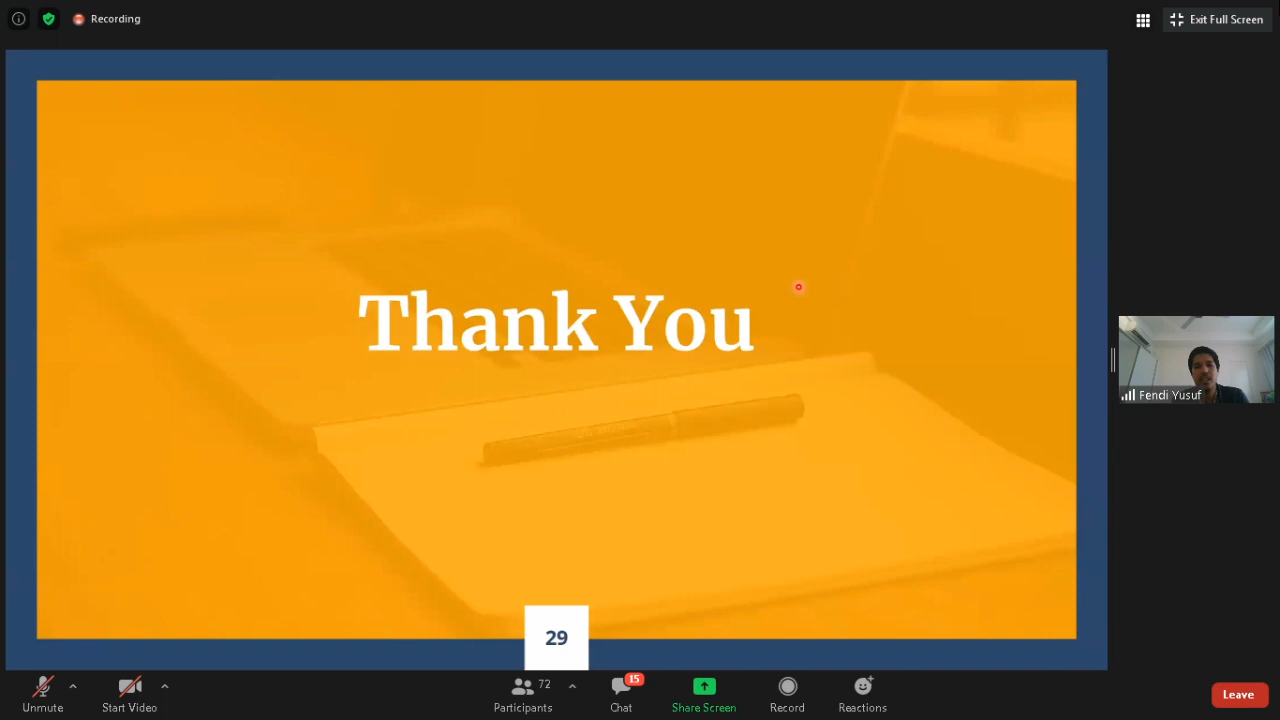 Recording
Exit Full Screen
Thank You
Fendi Yusuf
29
Unmute
Start Video
72
Participants
15
Chat
Share Screen
Record
Reactions
Leave